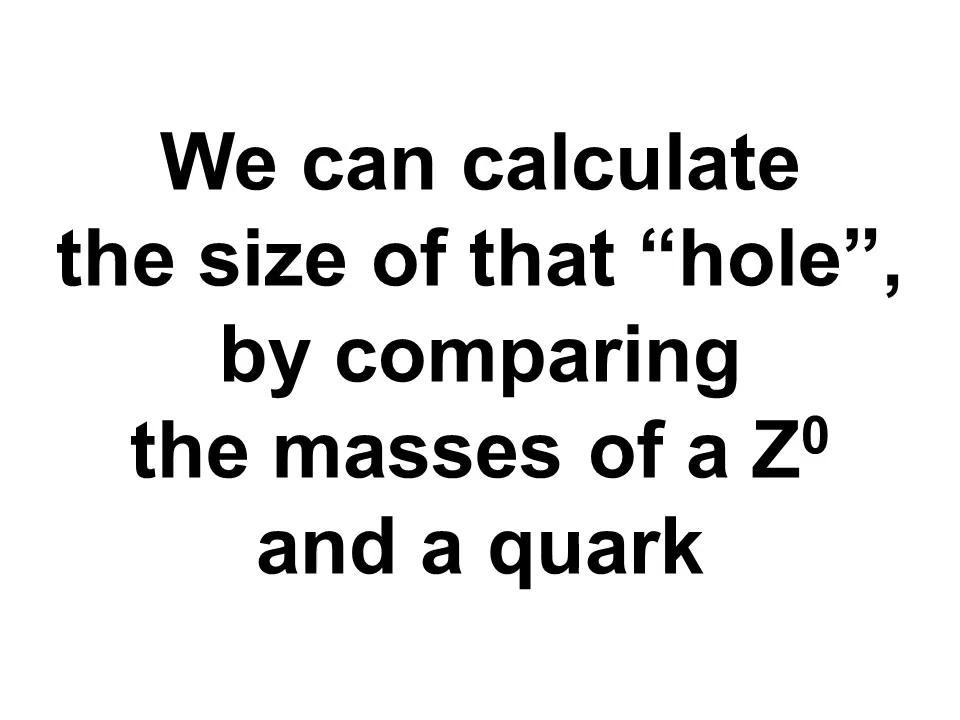 We can calculate
the size of that “hole”,
by comparing
the masses of a Z⁰
and a quark